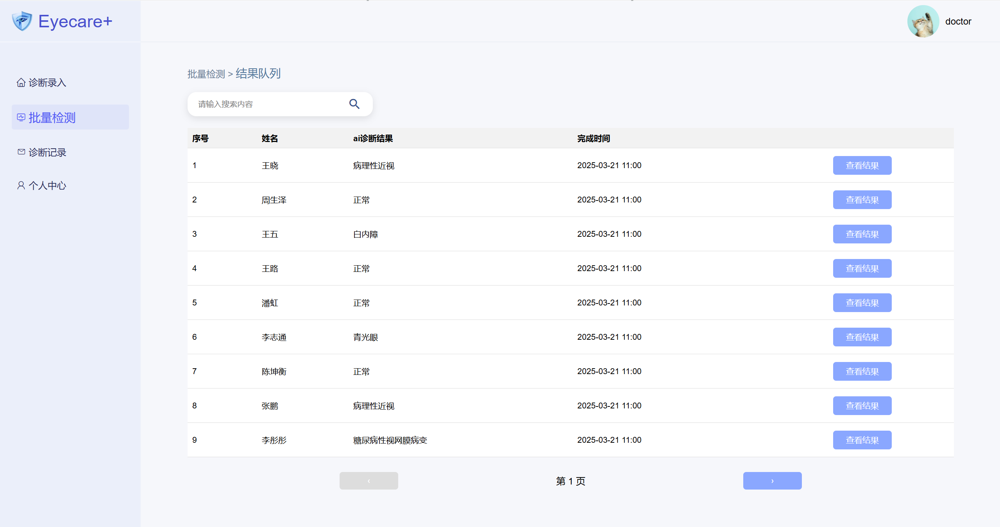 Eyecare+
doctor
诊断录入
批量检测
诊断记录
个人中心
批量检测 > 结果队列
请输入搜索内容
序号 姓名 ai诊断结果 完成时间
1 王晓 病理性近视 2025-03-21 11:00 查看结果
2 周生泽 正常 2025-03-21 11:00 查看结果
3 王五 白内障 2025-03-21 11:00 查看结果
4 王路 正常 2025-03-21 11:00 查看结果
5 潘虹 正常 2025-03-21 11:00 查看结果
6 李志通 青光眼 2025-03-21 11:00 查看结果
7 陈坤衡 正常 2025-03-21 11:00 查看结果
8 张鹏 病理性近视 2025-03-21 11:00 查看结果
9 李彤彤 糖尿病性视网膜病变 2025-03-21 11:00 查看结果
‹ 第 1 页 ›